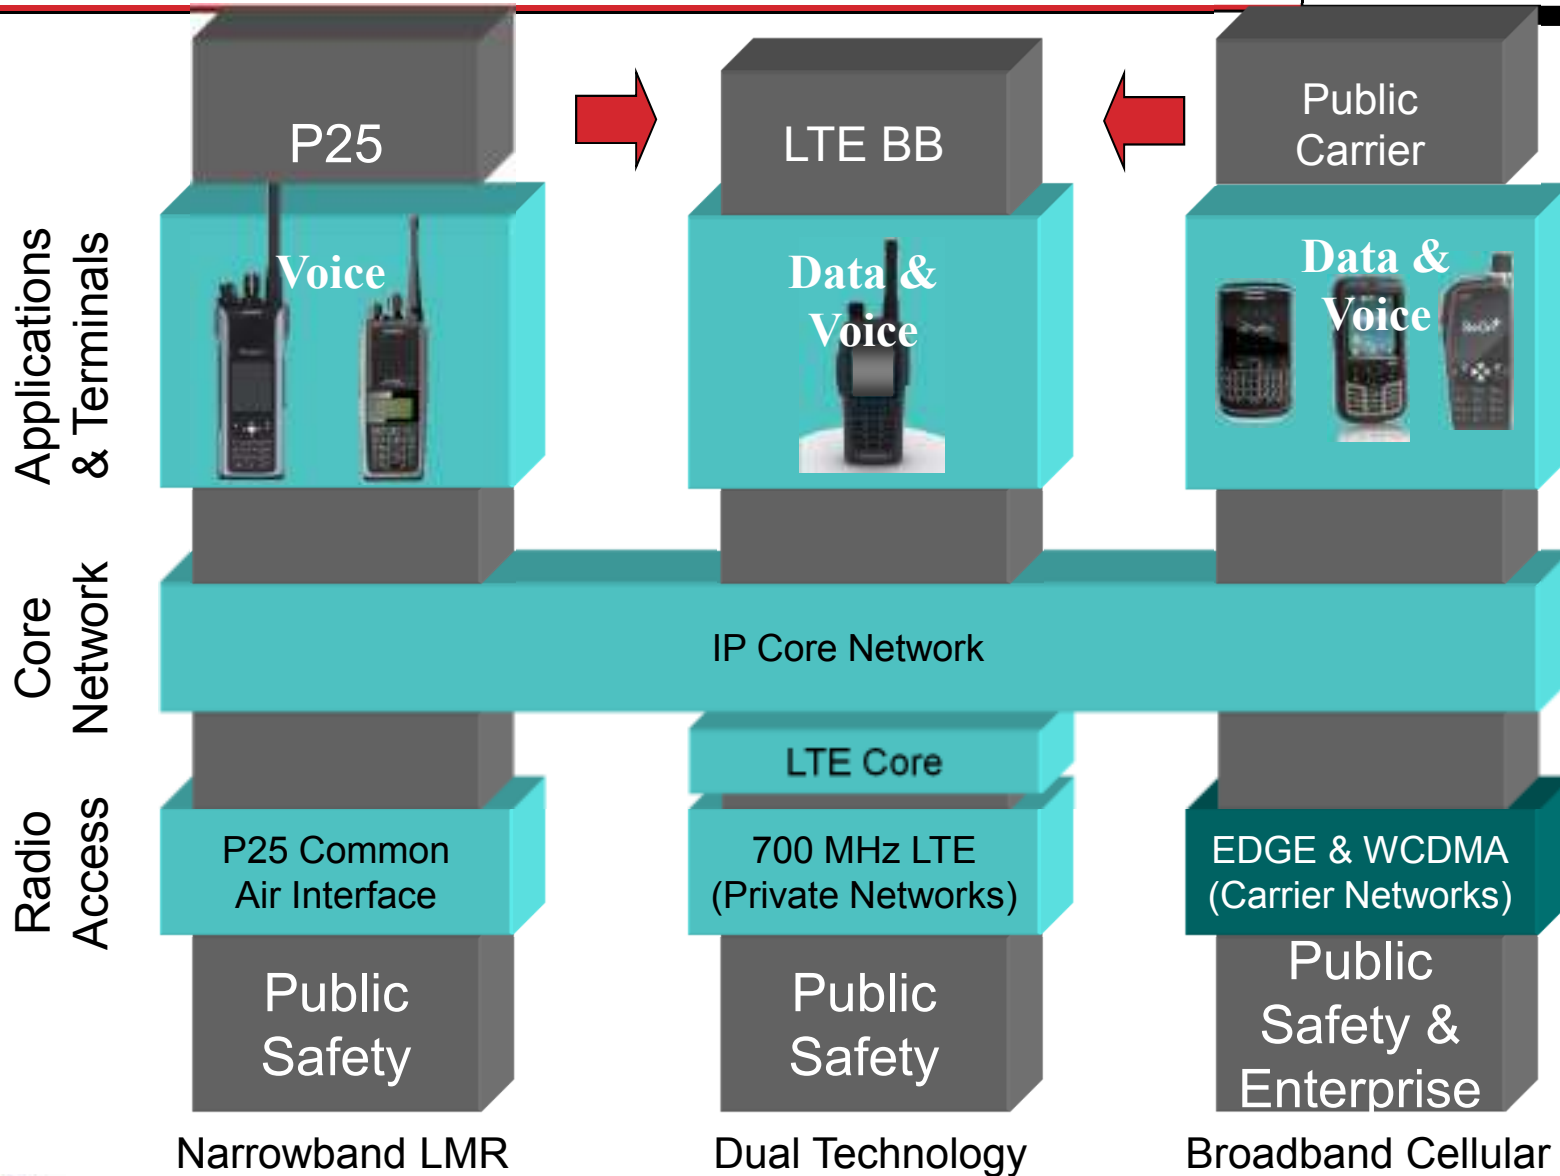 P25
LTE BB
Public
Carrier
Applications
& Terminals
Voice
Data &
Voice
Data &
Voice
Core
Network
IP Core Network
LTE Core
Radio
Access
P25 Common
Air Interface
700 MHz LTE
(Private Networks)
EDGE & WCDMA
(Carrier Networks)
Public
Safety
Public
Safety
Public
Safety &
Enterprise
Narrowband LMR
Dual Technology
Broadband Cellular